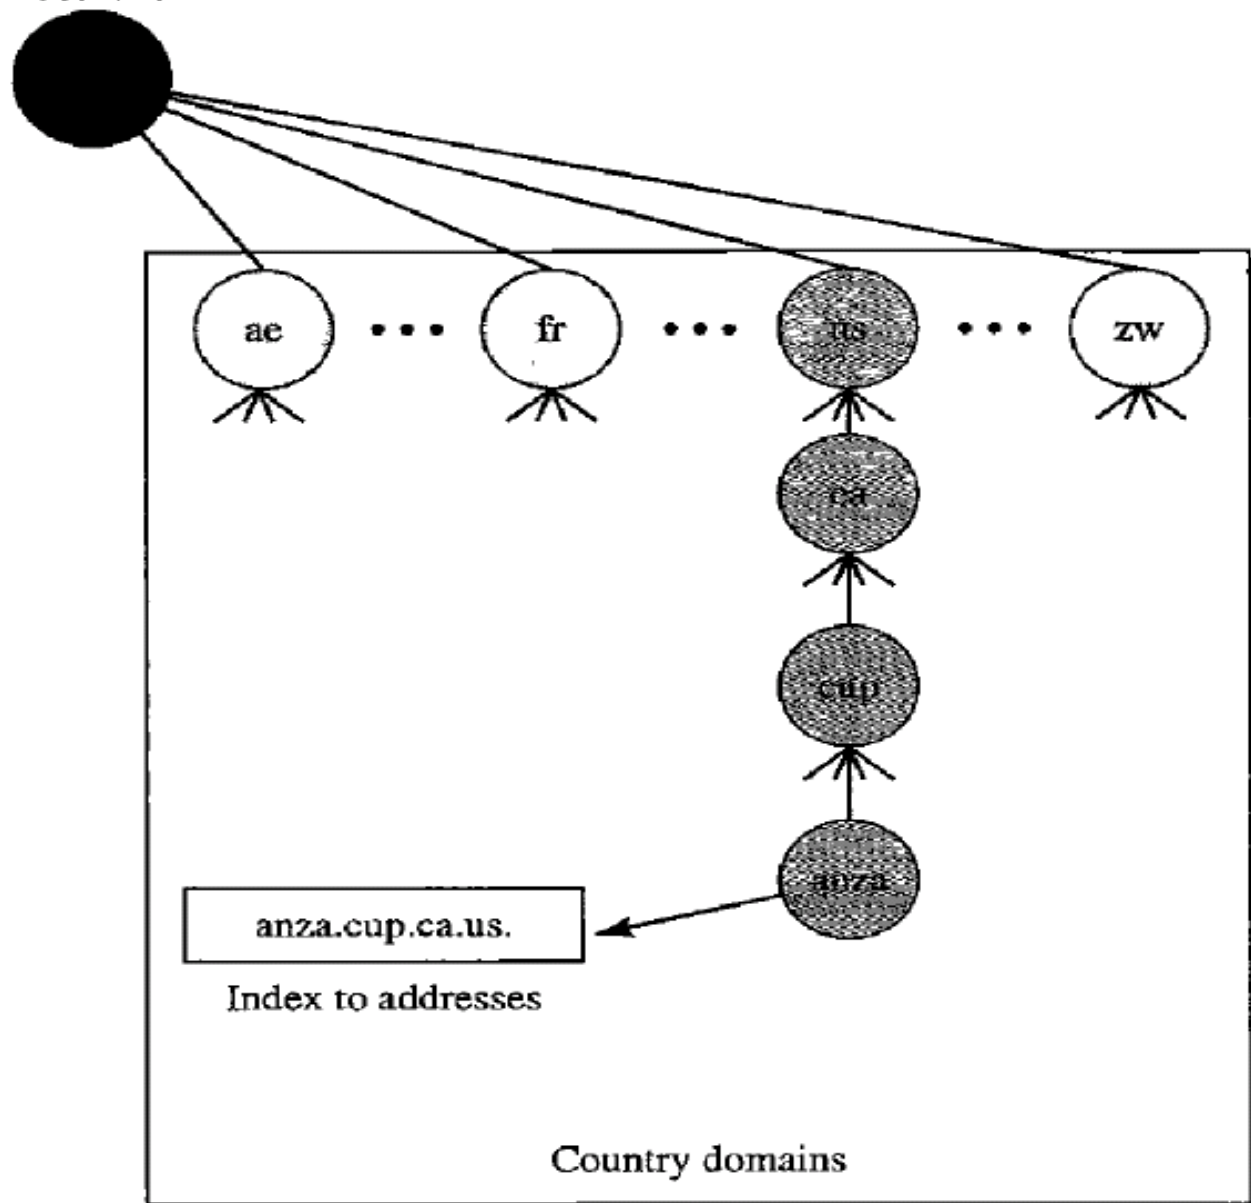 ae ••• fr ••• us ••• zw
ca
cup
anza
anza.cup.ca.us.
Index to addresses
Country domains